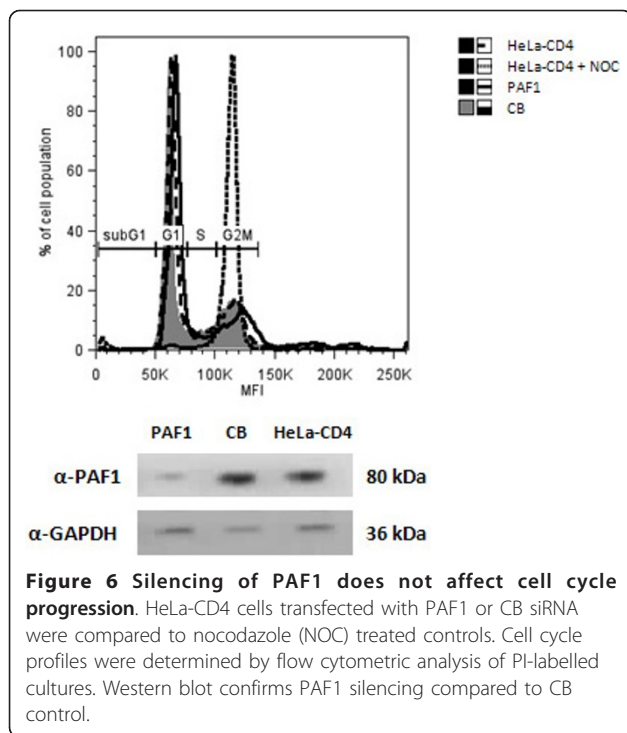 100
80
60
40
20
0
% of cell population
subG1 G1 S G2M
0 50K 100K 150K 200K 250K
MFI
HeLa-CD4
HeLa-CD4 + NOC
PAF1
CB
PAF1 CB HeLa-CD4
α-PAF1 80 kDa
α-GAPDH 36 kDa
Figure 6 Silencing of PAF1 does not affect cell cycle
progression. HeLa-CD4 cells transfected with PAF1 or CB siRNA
were compared to nocodazole (NOC) treated controls. Cell cycle
profiles were determined by flow cytometric analysis of PI-labelled
cultures. Western blot confirms PAF1 silencing compared to CB
control.